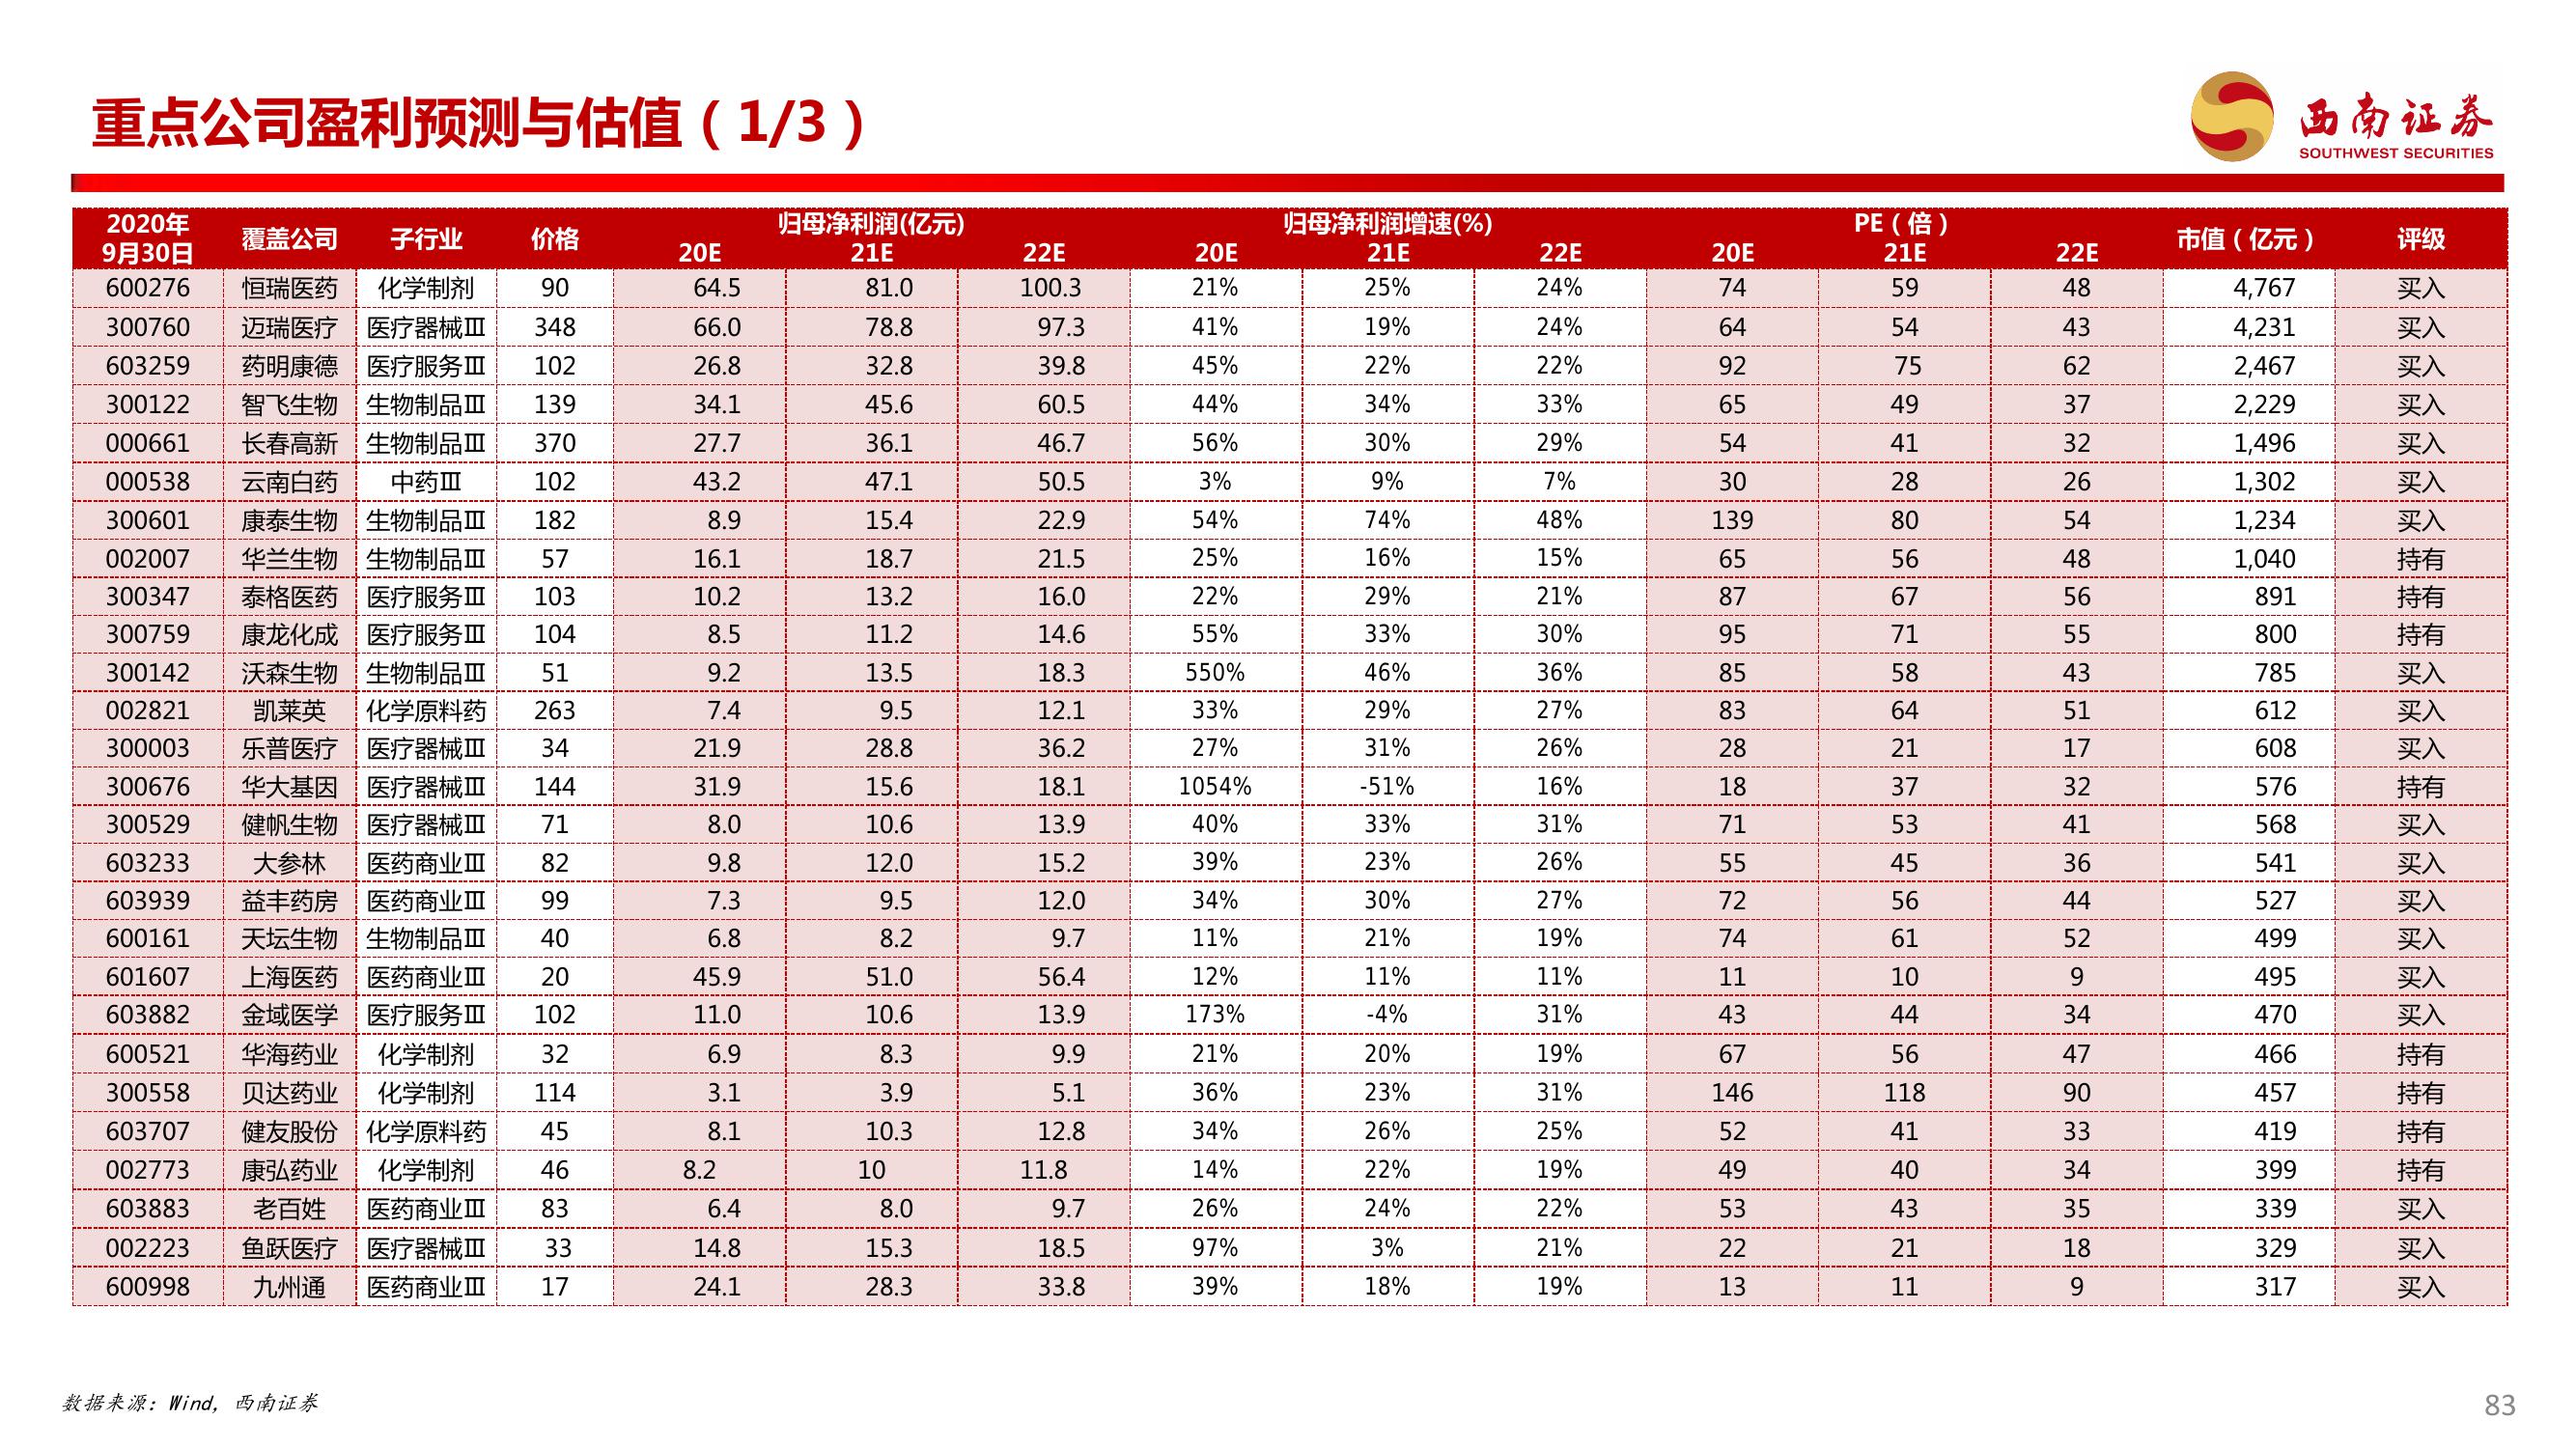 重点公司盈利预测与估值（1/3）
西南证券
SOUTHWEST SECURITIES
2020年9月30日 覆盖公司 子行业 价格 归母净利润(亿元) 归母净利润增速(%) PE（倍） 市值（亿元） 评级
20E 21E 22E 20E 21E 22E 20E 21E 22E
600276 恒瑞医药 化学制剂 90 64.5 81.0 100.3 21% 25% 24% 74 59 48 4,767 买入
300760 迈瑞医疗 医疗器械Ⅲ 348 66.0 78.8 97.3 41% 19% 24% 64 54 43 4,231 买入
603259 药明康德 医疗服务Ⅲ 102 26.8 32.8 39.8 45% 22% 22% 92 75 62 2,467 买入
300122 智飞生物 生物制品Ⅲ 139 34.1 45.6 60.5 44% 34% 33% 65 49 37 2,229 买入
000661 长春高新 生物制品Ⅲ 370 27.7 36.1 46.7 56% 30% 29% 54 41 32 1,496 买入
000538 云南白药 中药Ⅲ 102 43.2 47.1 50.5 3% 9% 7% 30 28 26 1,302 买入
300601 康泰生物 生物制品Ⅲ 182 8.9 15.4 22.9 54% 74% 48% 139 80 54 1,234 买入
002007 华兰生物 生物制品Ⅲ 57 16.1 18.7 21.5 25% 16% 15% 65 56 48 1,040 持有
300347 泰格医药 医疗服务Ⅲ 103 10.2 13.2 16.0 22% 29% 21% 87 67 56 891 持有
300759 康龙化成 医疗服务Ⅲ 104 8.5 11.2 14.6 55% 33% 30% 95 71 55 800 持有
300142 沃森生物 生物制品Ⅲ 51 9.2 13.5 18.3 550% 46% 36% 85 58 43 785 买入
002821 凯莱英 化学原料药 263 7.4 9.5 12.1 33% 29% 27% 83 64 51 612 买入
300003 乐普医疗 医疗器械Ⅲ 34 21.9 28.8 36.2 27% 31% 26% 28 21 17 608 买入
300676 华大基因 医疗器械Ⅲ 144 31.9 15.6 18.1 1054% -51% 16% 18 37 32 576 持有
300529 健帆生物 医疗器械Ⅲ 71 8.0 10.6 13.9 40% 33% 31% 71 53 41 568 买入
603233 大参林 医药商业Ⅲ 82 9.8 12.0 15.2 39% 23% 26% 55 45 36 541 买入
603939 益丰药房 医药商业Ⅲ 99 7.3 9.5 12.0 34% 30% 27% 72 56 44 527 买入
600161 天坛生物 生物制品Ⅲ 40 6.8 8.2 9.7 11% 21% 19% 74 61 52 499 买入
601607 上海医药 医药商业Ⅲ 20 45.9 51.0 56.4 12% 11% 11% 11 10 9 495 买入
603882 金域医学 医疗服务Ⅲ 102 11.0 10.6 13.9 173% -4% 31% 43 44 34 470 买入
600521 华海药业 化学制剂 32 6.9 8.3 9.9 21% 20% 19% 67 56 47 466 持有
300558 贝达药业 化学制剂 114 3.1 3.9 5.1 36% 23% 31% 146 118 90 457 持有
603707 健友股份 化学原料药 45 8.1 10.3 12.8 34% 26% 25% 52 41 33 419 持有
002773 康弘药业 化学制剂 46 8.2 10 11.8 14% 22% 19% 49 40 34 399 持有
603883 老百姓 医药商业Ⅲ 83 6.4 8.0 9.7 26% 24% 22% 53 43 35 339 买入
002223 鱼跃医疗 医疗器械Ⅲ 33 14.8 15.3 18.5 97% 3% 21% 22 21 18 329 买入
600998 九州通 医药商业Ⅲ 17 24.1 28.3 33.8 39% 18% 19% 13 11 9 317 买入
数据来源：Wind，西南证券
83